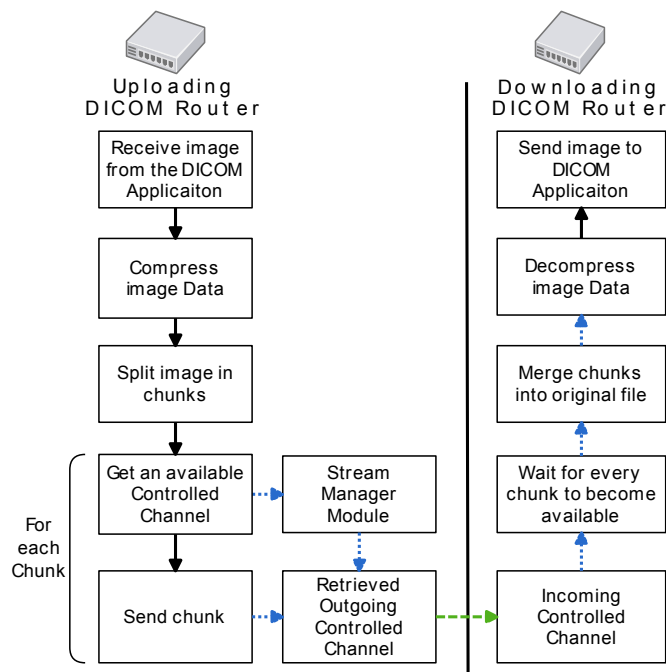 Uploading
DICOM Router
Receive image
from the DICOM
Applicaiton
Compress
image Data
Split image in
chunks
For
each
Chunk
Get an available
Controlled
Channel
Stream
Manager
Module
Send chunk
Retrieved
Outgoing
Controlled
Channel
Downloading
DICOM Router
Send image to
DICOM
Applicaiton
Decompress
image Data
Merge chunks
into original file
Wait for every
chunk to become
available
Incoming
Controlled
Channel